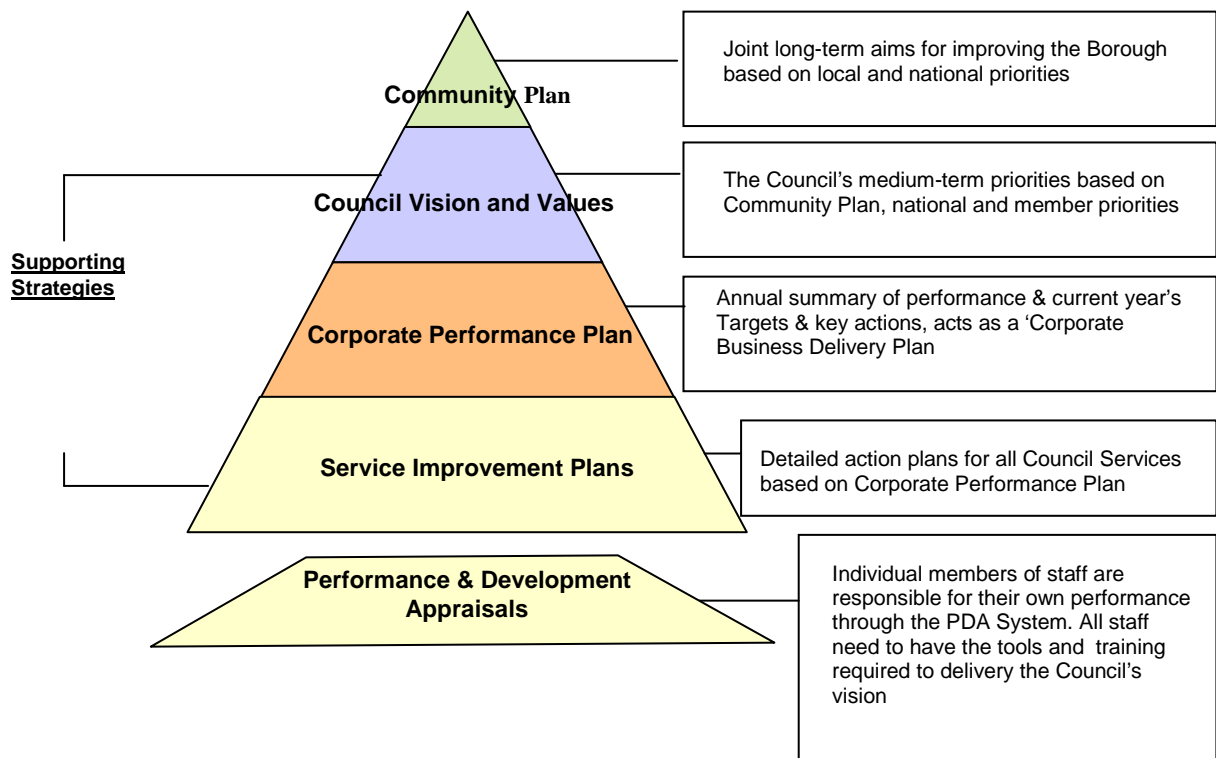 Community Plan
Joint long-term aims for improving the Borough
based on local and national priorities
Council Vision and Values
The Council’s medium-term priorities based on
Community Plan, national and member priorities
Supporting
Strategies
Corporate Performance Plan
Annual summary of performance & current year’s
Targets & key actions, acts as a ‘Corporate
Business Delivery Plan
Service Improvement Plans
Detailed action plans for all Council Services
based on Corporate Performance Plan
Performance & Development
Appraisals
Individual members of staff are
responsible for their own performance
through the PDA System. All staff
need to have the tools and training
required to delivery the Council’s
vision